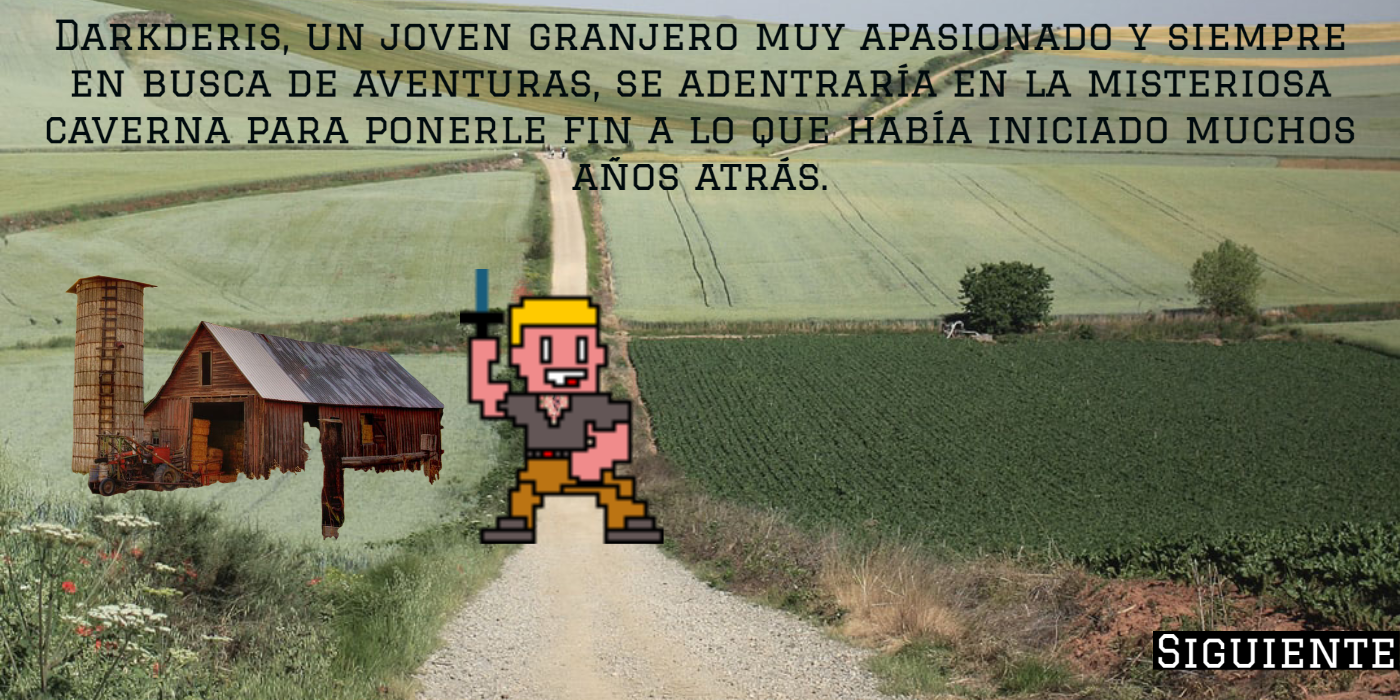 Darkderis, un joven granjero muy apasionado y siempre
en busca de aventuras, se adentraría en la misteriosa
caverna para ponerle fin a lo que había iniciado muchos
años atrás.
Siguiente